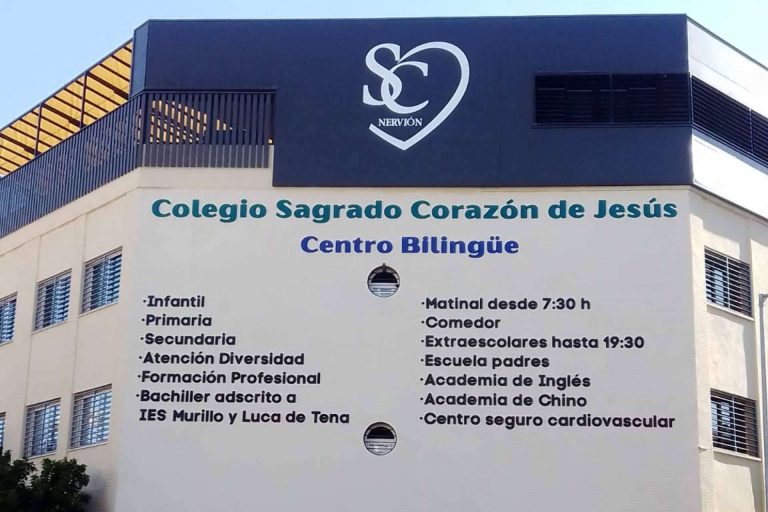 SC
NERVIÓN
Colegio Sagrado Corazón de Jesús
Centro Bilingüe
·Infantil
·Primaria
·Secundaria
·Atención Diversidad
·Formación Profesional
·Bachiller adscrito a
IES Murillo y Luca de Tena
·Matinal desde 7:30 h
·Comedor
·Extraescolares hasta 19:30
·Escuela padres
·Academia de Inglés
·Academia de Chino
·Centro seguro cardiovascular